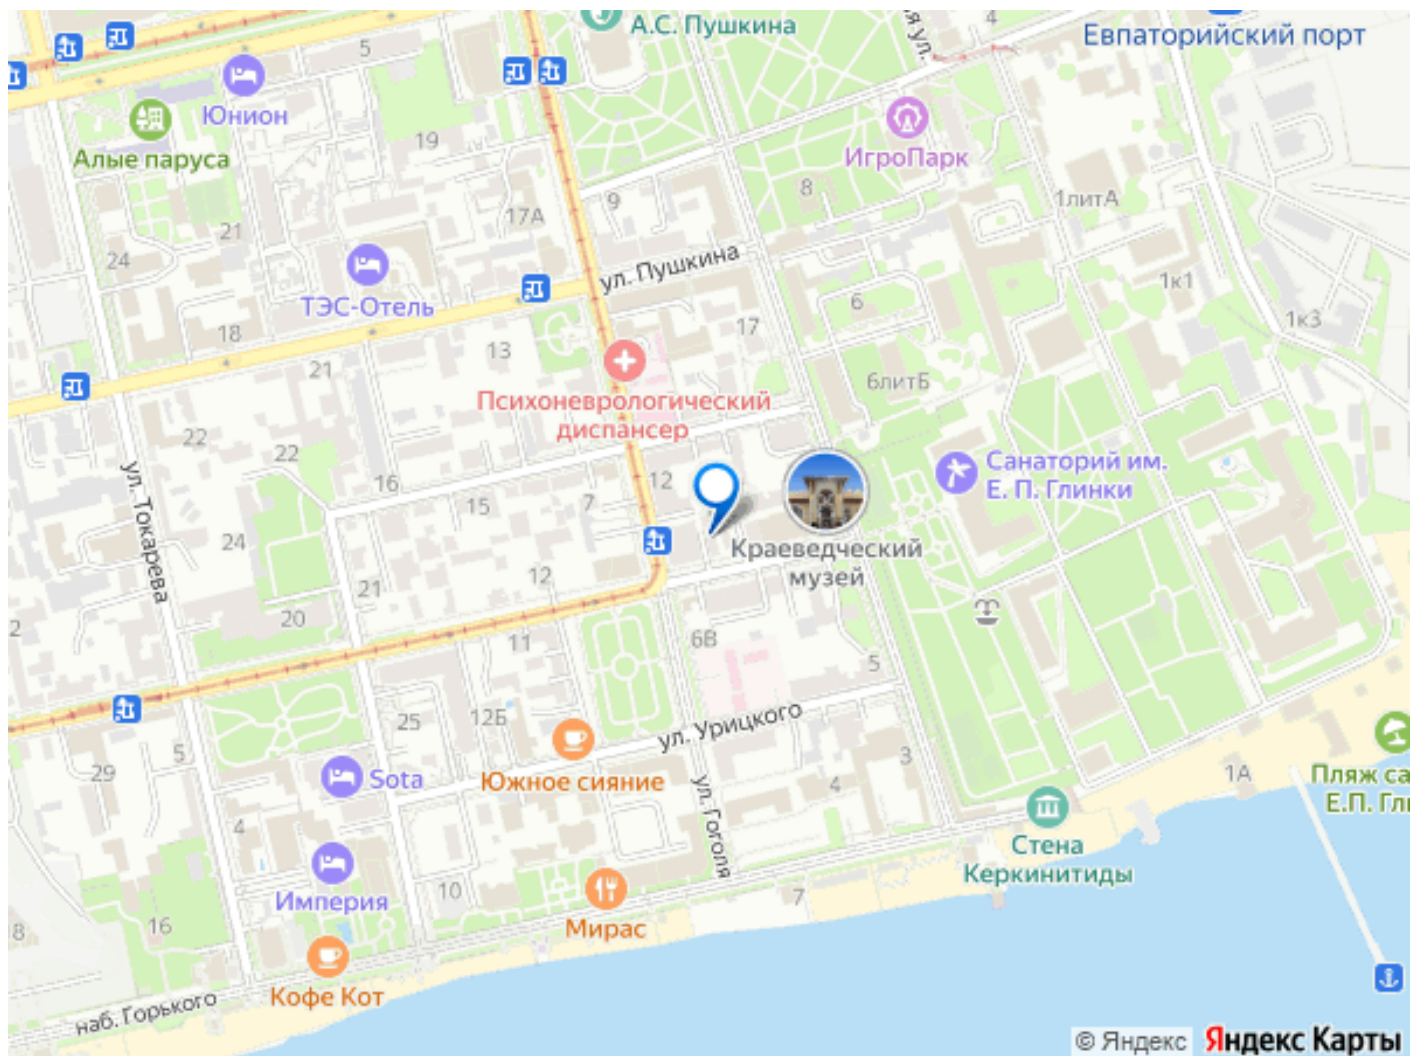 А.С. Пушкина
4
я ул.
Евпаторийский порт
5
Юнион
Алые паруса
19
ИгроПарк
9
8
1литА
17А
21
24
ул. Пушкина
ТЭС-Отель
1к1
6
1к3
18
17
13
21
Психоневрологический
диспансер
6литБ
22
22
12
Санаторий им.
Е. П. Глинки
16
15
7
ул. Токарева
24
Краеведческий
музей
12
21
20
2
11
6В
5
25
12Б
ул. Урицкого
5
29
Sota
Южное сияние
3
4
1А
Пляж са
Е.П. Гли
ул. Гоголя
4
Стена
Керкинитиды
Империя
10
7
16
8
Мирас
Кофе Кот
наб. Горького
© Яндекс Яндекс Карты